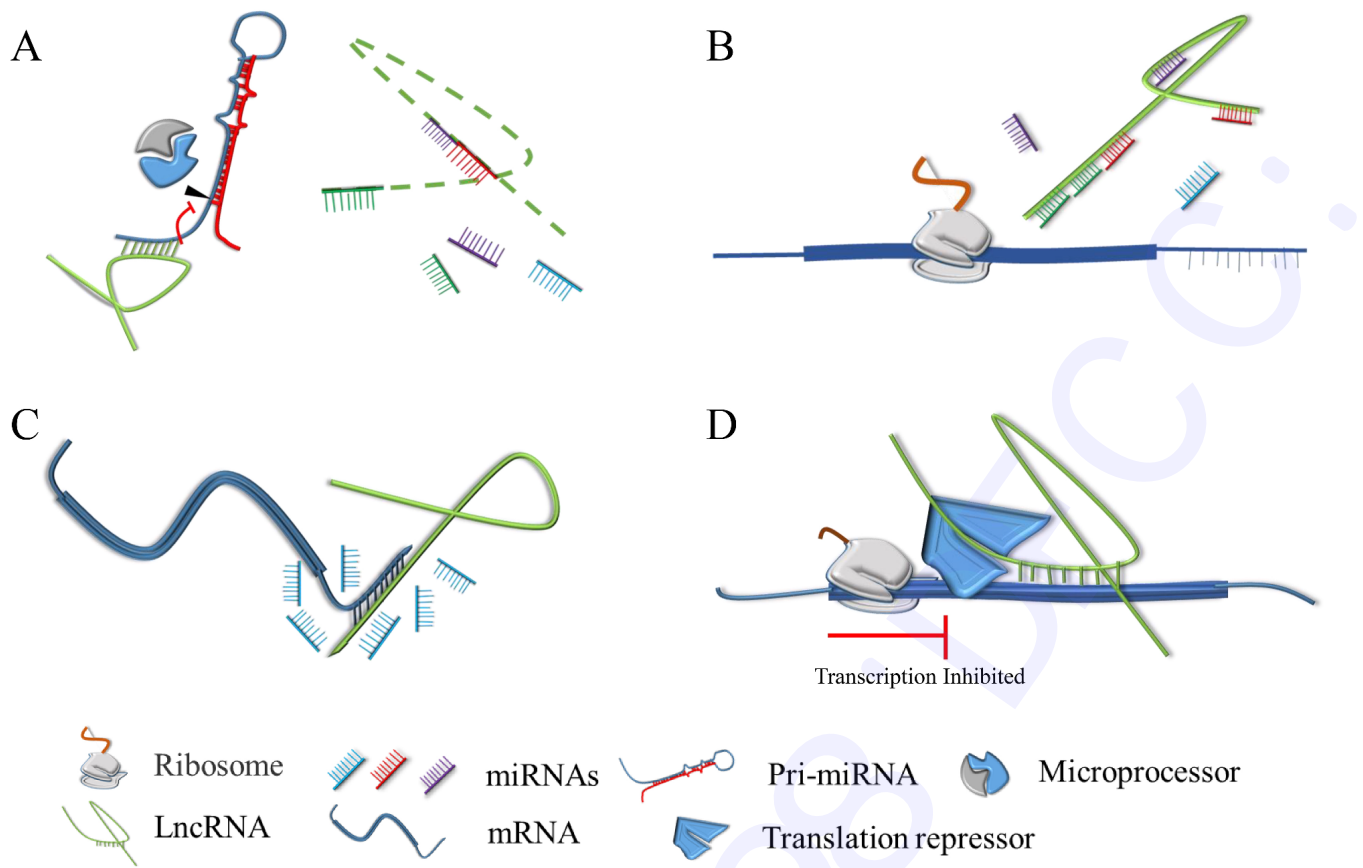 A
B
C
D
Transcription Inhibited
Ribosome
miRNAs
Pri-miRNA
Microprocessor
LncRNA
mRNA
Translation repressor